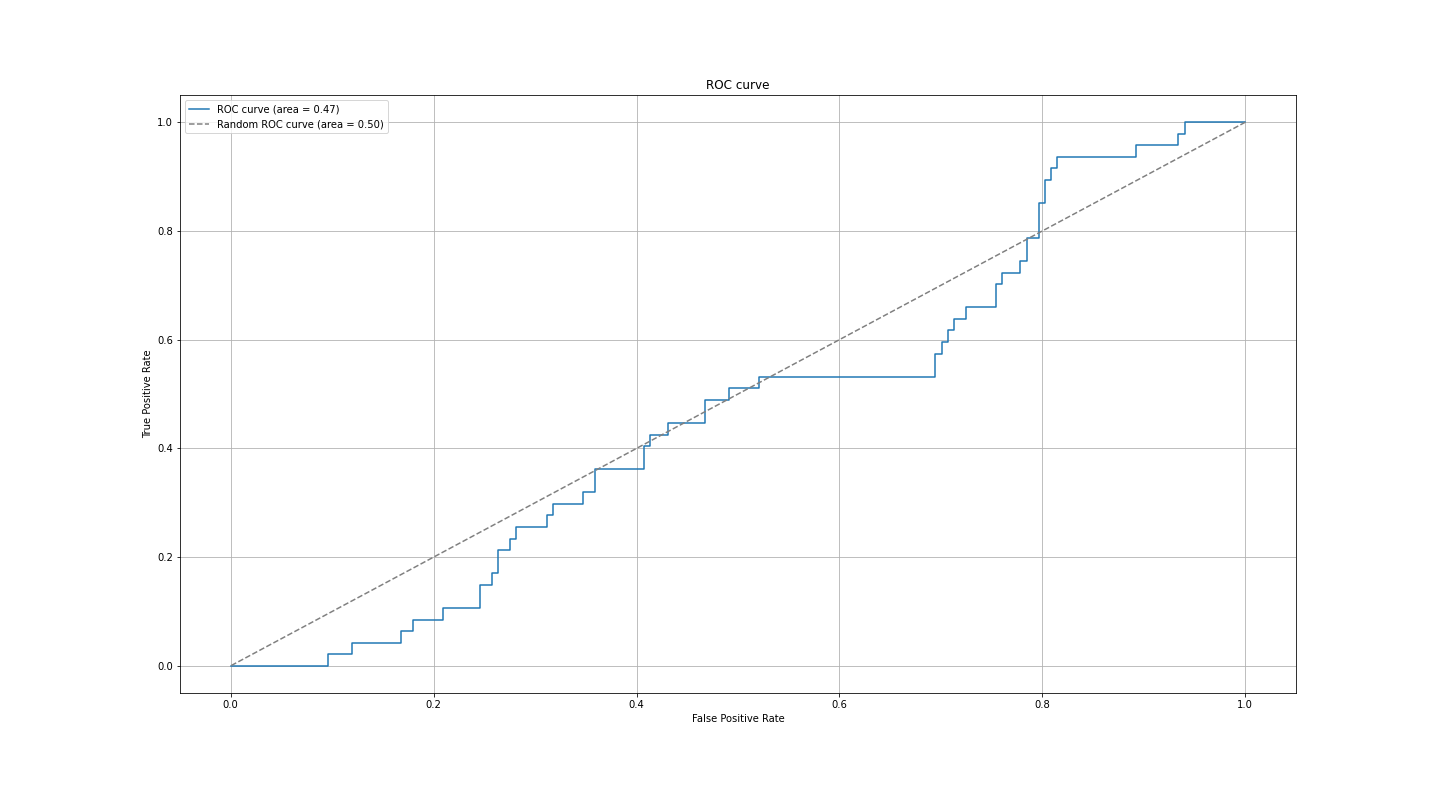 ROC curve
ROC curve (area = 0.47)
Random ROC curve (area = 0.50)
1.0
0.8
0.6
0.4
0.2
0.0
True Positive Rate
0.0 0.2 0.4 0.6 0.8 1.0
False Positive Rate